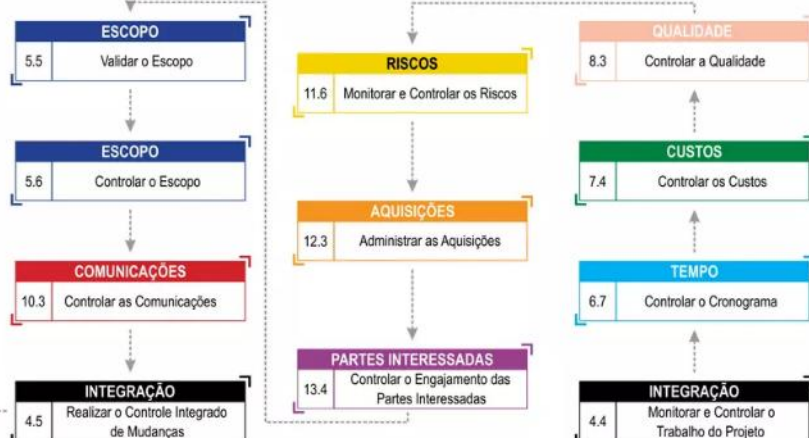 ESCOPO
5.5 Validar o Escopo
ESCOPO
5.6 Controlar o Escopo
COMUNICAÇÕES
10.3 Controlar as Comunicações
INTEGRAÇÃO
4.5 Realizar o Controle Integrado
de Mudanças
RISCOS
11.6 Monitorar e Controlar os Riscos
AQUISIÇÕES
12.3 Administrar as Aquisições
PARTES INTERESSADAS
13.4 Controlar o Engajamento das
Partes Interessadas
QUALIDADE
8.3 Controlar a Qualidade
CUSTOS
7.4 Controlar os Custos
TEMPO
6.7 Controlar o Cronograma
INTEGRAÇÃO
4.4 Monitorar e Controlar o
Trabalho do Projeto